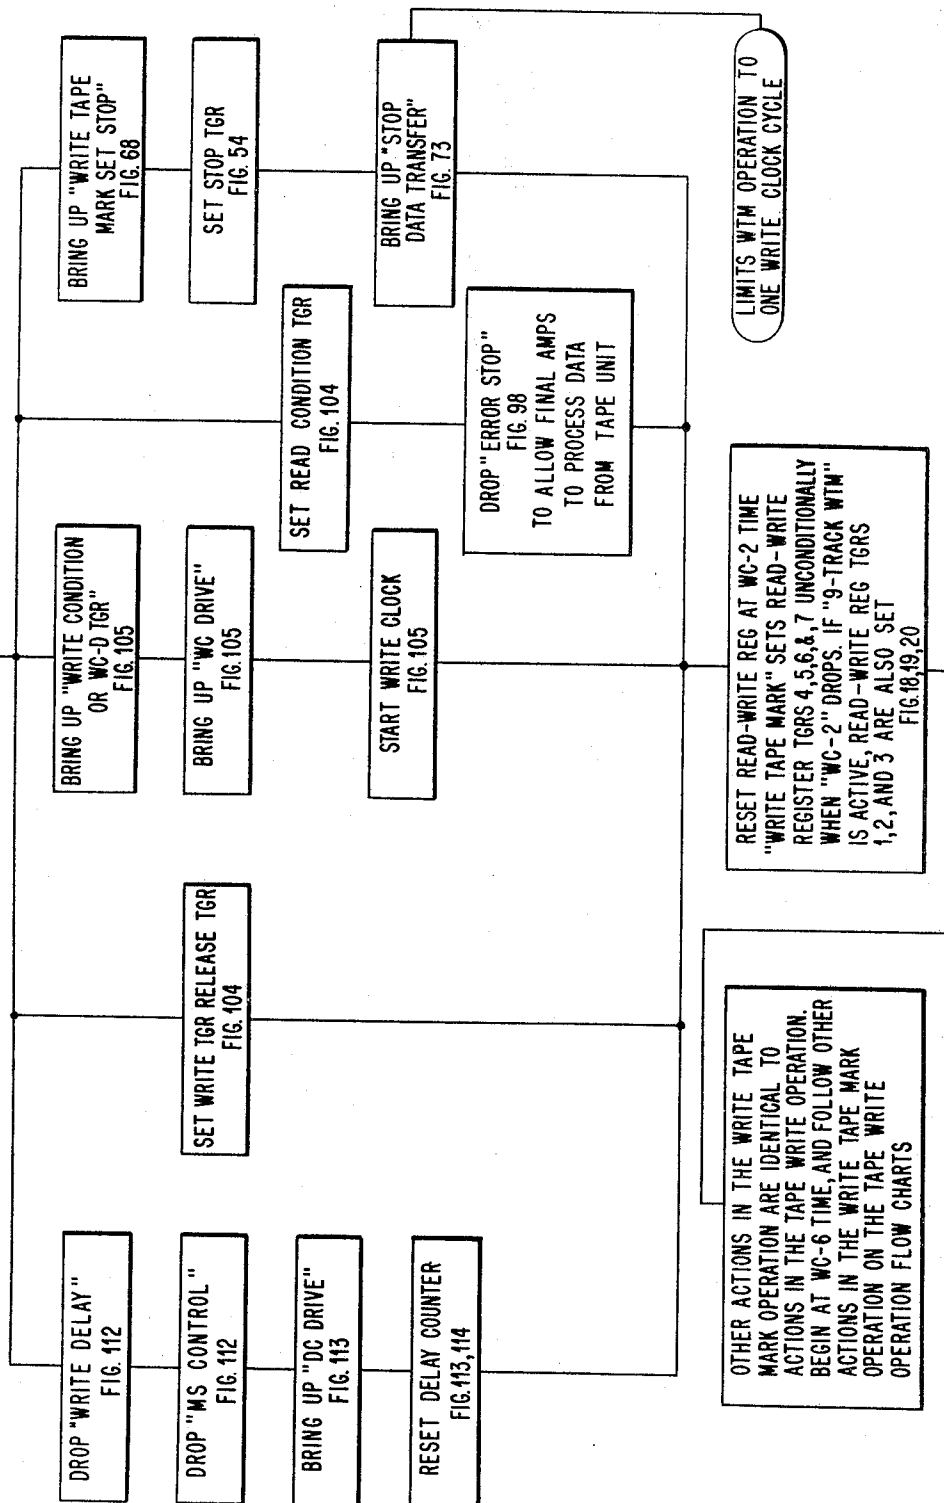 DROP "WRITE DELAY"
FIG. 112
DROP "MS CONTROL"
FIG. 112
BRING UP "DC DRIVE"
FIG. 113
RESET DELAY COUNTER
FIG. 113,114
SET WRITE TGR RELEASE TGR
FIG. 104
BRING UP "WRITE CONDITION
OR WC-D TGR"
FIG. 105
BRING UP "WC DRIVE"
FIG. 105
START WRITE CLOCK
FIG. 105
SET READ CONDITION TGR
FIG. 104
DROP "ERROR STOP"
FIG. 98
TO ALLOW FINAL AMPS
TO PROCESS DATA
FROM TAPE UNIT
BRING UP "WRITE TAPE
MARK SET STOP"
FIG. 68
SET STOP TGR
FIG. 54
BRING UP "STOP
DATA TRANSFER"
FIG. 73
OTHER ACTIONS IN THE WRITE TAPE
MARK OPERATION ARE IDENTICAL TO
ACTIONS IN THE TAPE WRITE OPERATION.
BEGIN AT WC-6 TIME, AND FOLLOW OTHER
ACTIONS IN THE WRITE TAPE MARK
OPERATION ON THE TAPE WRITE
OPERATION FLOW CHARTS
RESET READ-WRITE REG AT WC-2 TIME
"WRITE TAPE MARK" SETS READ-WRITE
REGISTER TGRS 4,5,6,&,7 UNCONDITIONALLY
WHEN "WC-2" DROPS. IF "9-TRACK WTM"
IS ACTIVE, READ-WRITE REG TGRS
1,2, AND 3 ARE ALSO SET
FIG.18,19,20
LIMITS WTM OPERATION TO
ONE WRITE CLOCK CYCLE